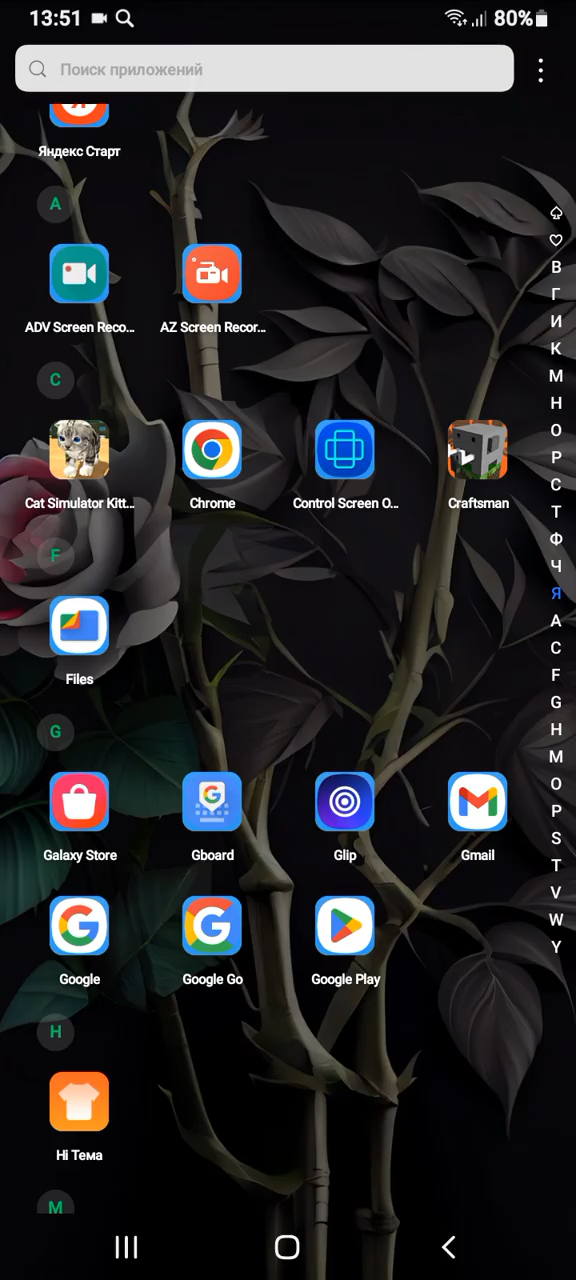 13:51
80%
Поиск приложений
Яндекс Старт
A
ADV Screen Reco... AZ Screen Recor...
C
Cat Simulator Kitt... Chrome Control Screen O... Craftsman
F
Files
G
Galaxy Store Gboard Glip Gmail
Google Google Go Google Play
H
Hi Тема
M
В
Г
И
К
М
Н
О
Р
С
Т
Ф
Ч
Я
A
C
F
G
H
M
O
P
S
T
V
W
Y